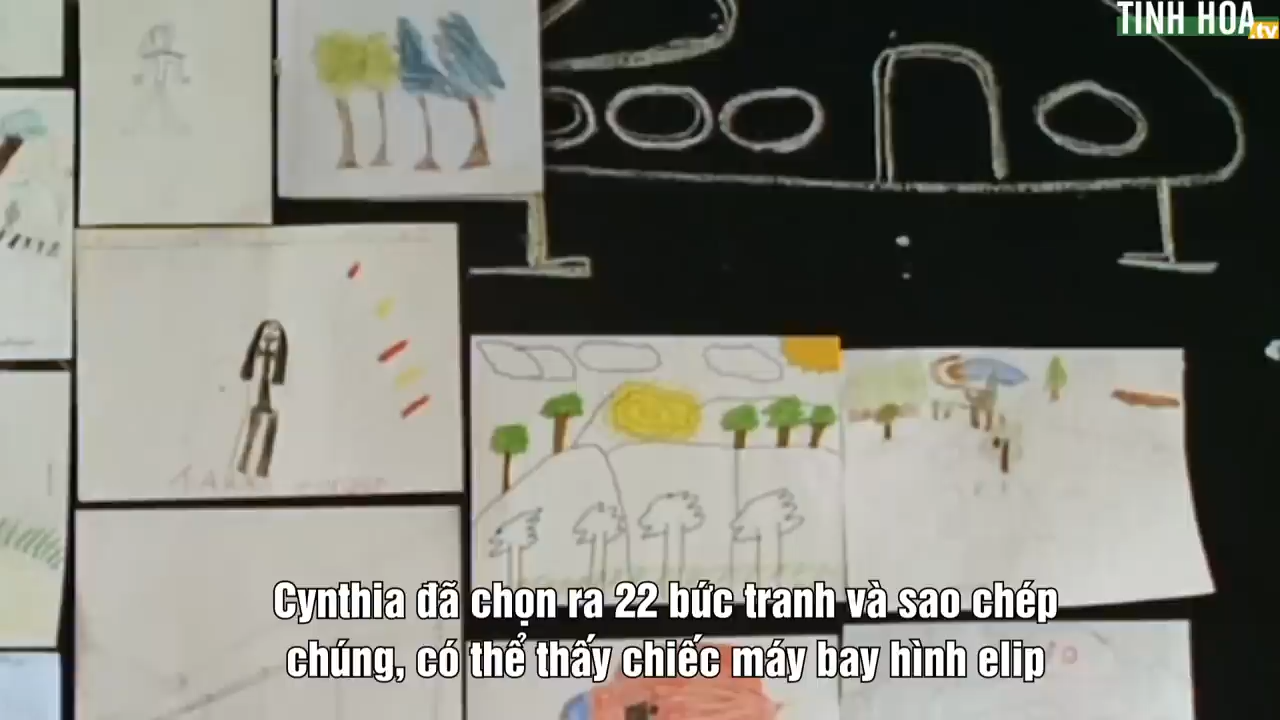 TINH HOA
.tv
Cynthia đã chọn ra 22 bức tranh và sao chép
chúng, có thể thấy chiếc máy bay hình elip